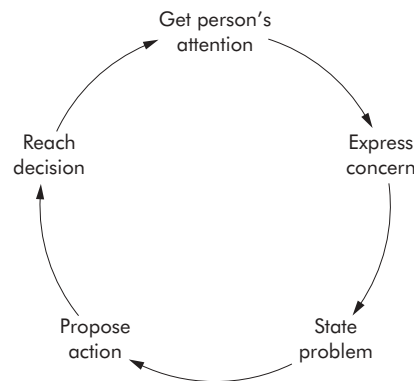 Get person’s
attention
Express
concern
State
problem
Propose
action
Reach
decision